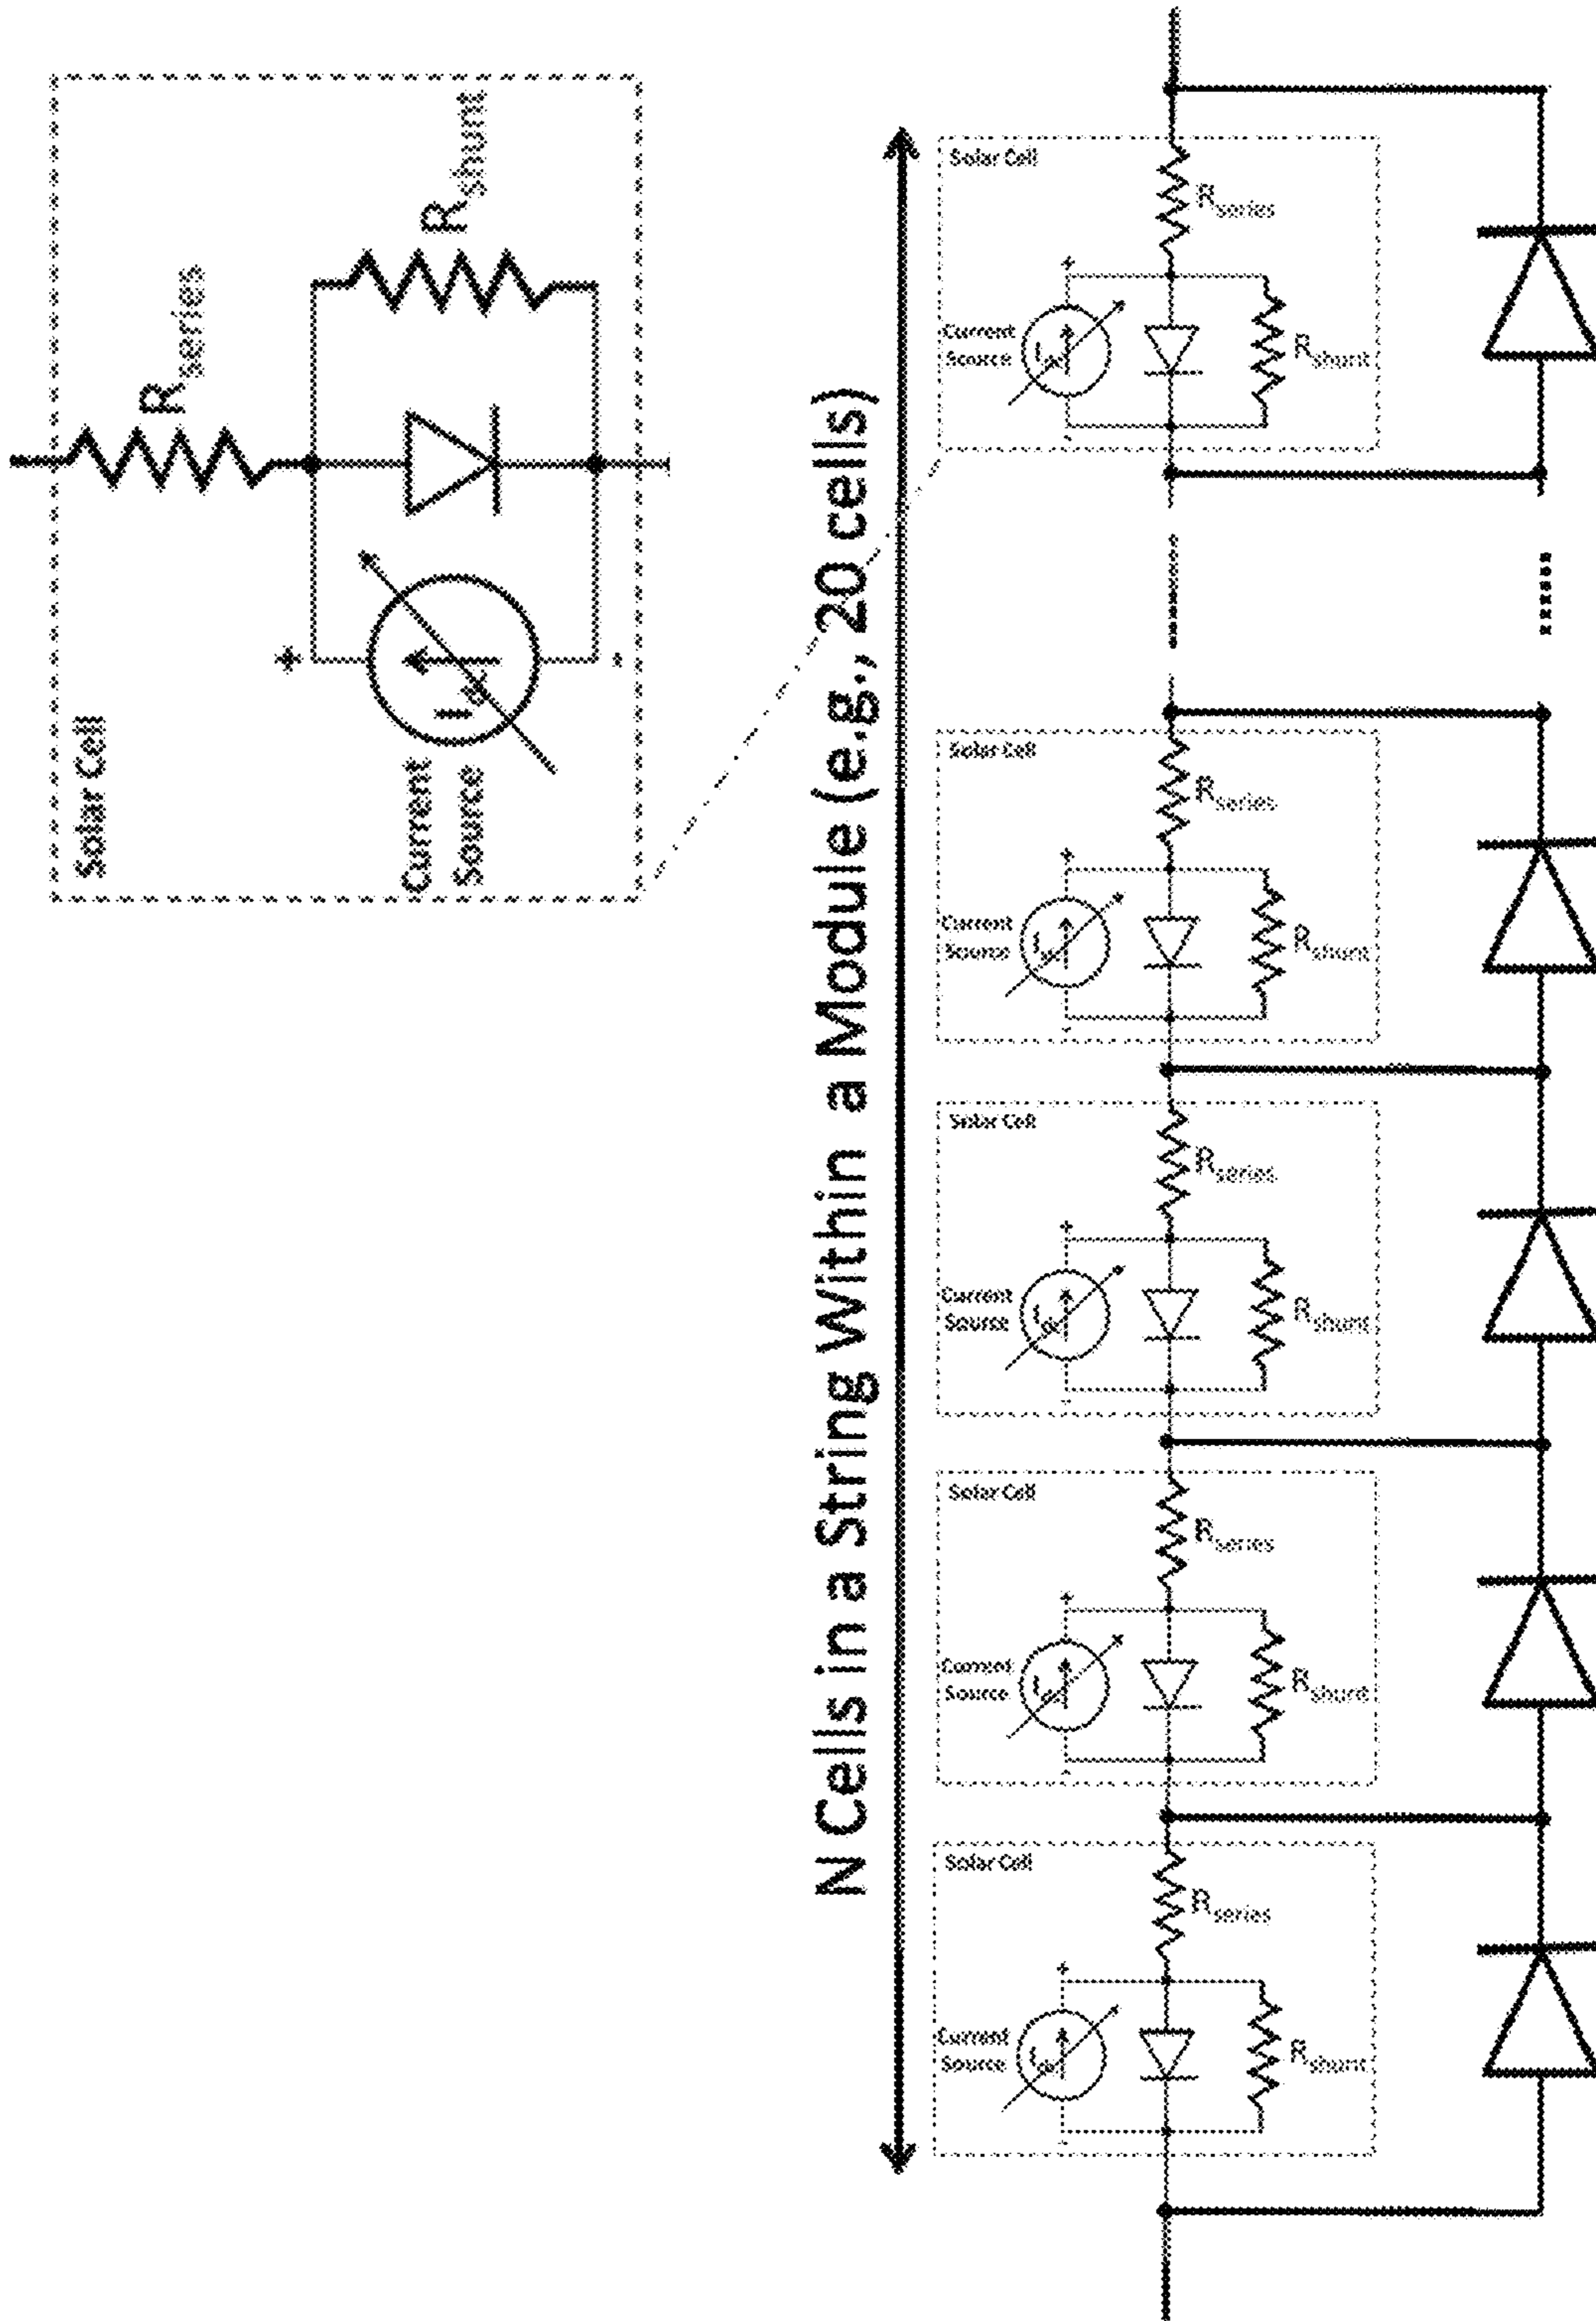 Solar Cell
R series
R shunt
Current
Source
N Cells in a String Within a Module (e.g., 20 cells)
Solar Cell
R series
Current
Source
R shunt
Solar Cell
R series
Current
Source
R shunt
Solar Cell
R series
Current
Source
R shunt
Solar Cell
R series
Current
Source
R shunt
Solar Cell
R series
Current
Source
R shunt